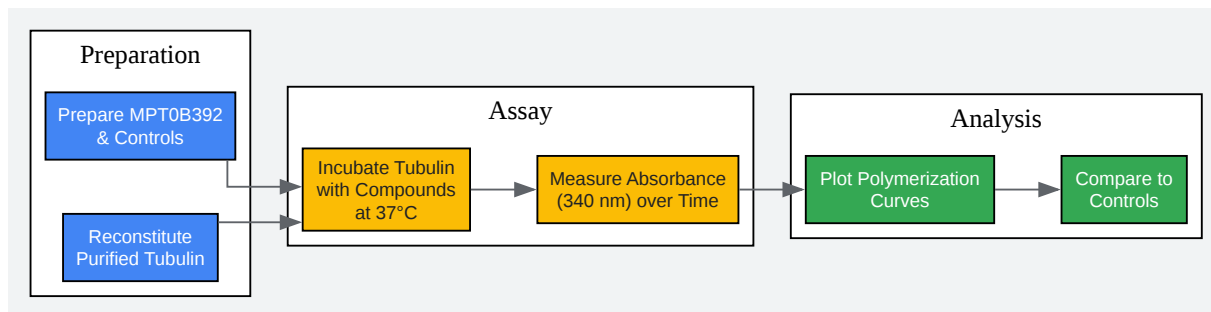 Preparation
Prepare MPT0B392
& Controls
Reconstitute
Purified Tubulin
Assay
Incubate Tubulin
with Compounds
at 37°C
Measure Absorbance
(340 nm) over Time
Analysis
Plot Polymerization
Curves
Compare to
Controls